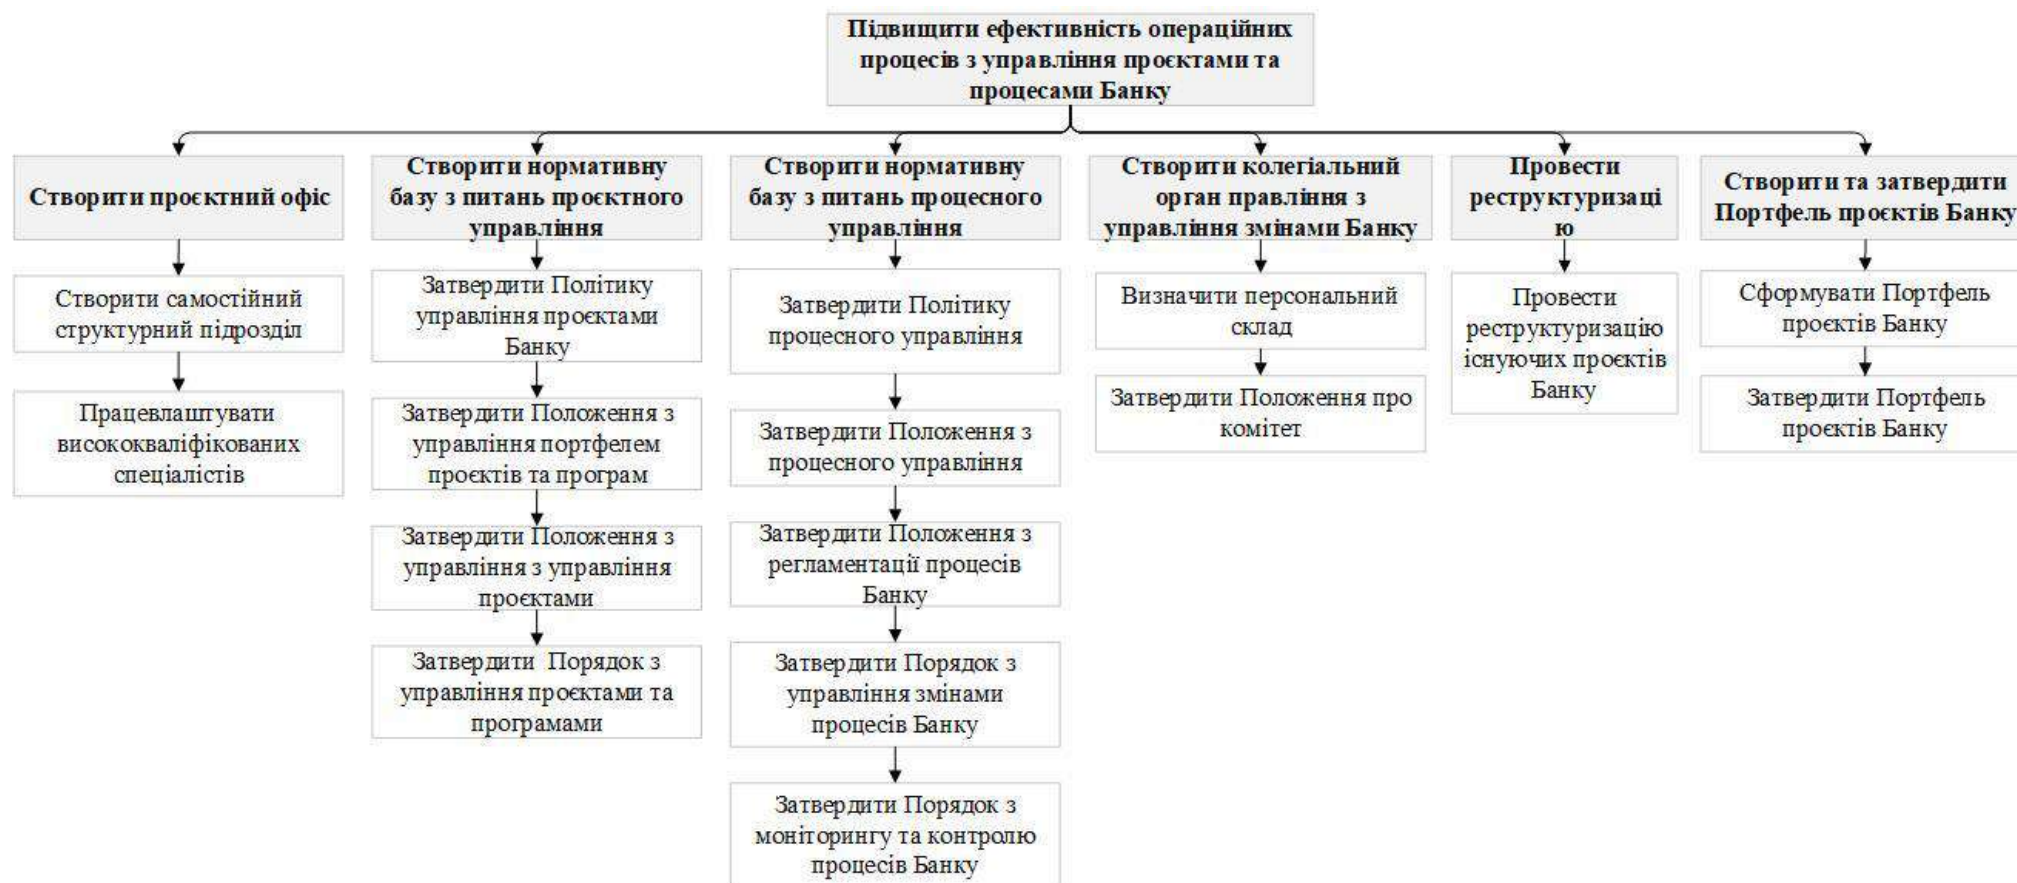 Підвищити ефективність операційних
процесів з управління проєктами та
процесами Банку
Створити проєктний офіс
Створити самостійний
структурний підрозділ
Працевлаштувати
висококваліфікованих
спеціалістів
Створити нормативну
базу з питань проєктного
управління
Затвердити Політику
управління проєктами
Банку
Затвердити Положення з
управління портфелем
проєктів та програм
Затвердити Положення з
управління з управління
проєктами
Затвердити Порядок з
управління проєктами та
програмами
Створити нормативну
базу з питань процесного
управління
Затвердити Політику
процесного управління
Затвердити Положення з
процесного управління
Затвердити Положення з
регламентації процесів
Банку
Затвердити Порядок з
управління змінами
процесів Банку
Затвердити Порядок з
моніторингу та контролю
процесів Банку
Створити колегіальний
орган правління з
управління змінами Банку
Визначити персональний
склад
Затвердити Положення про
комітет
Провести
реструктуризаці
ю
Провести
реструктуризацію
існуючих проєктів
Банку
Створити та затвердити
Портфель проєктів Банку
Сформувати Портфель
проєктів Банку
Затвердити Портфель
проєктів Банку